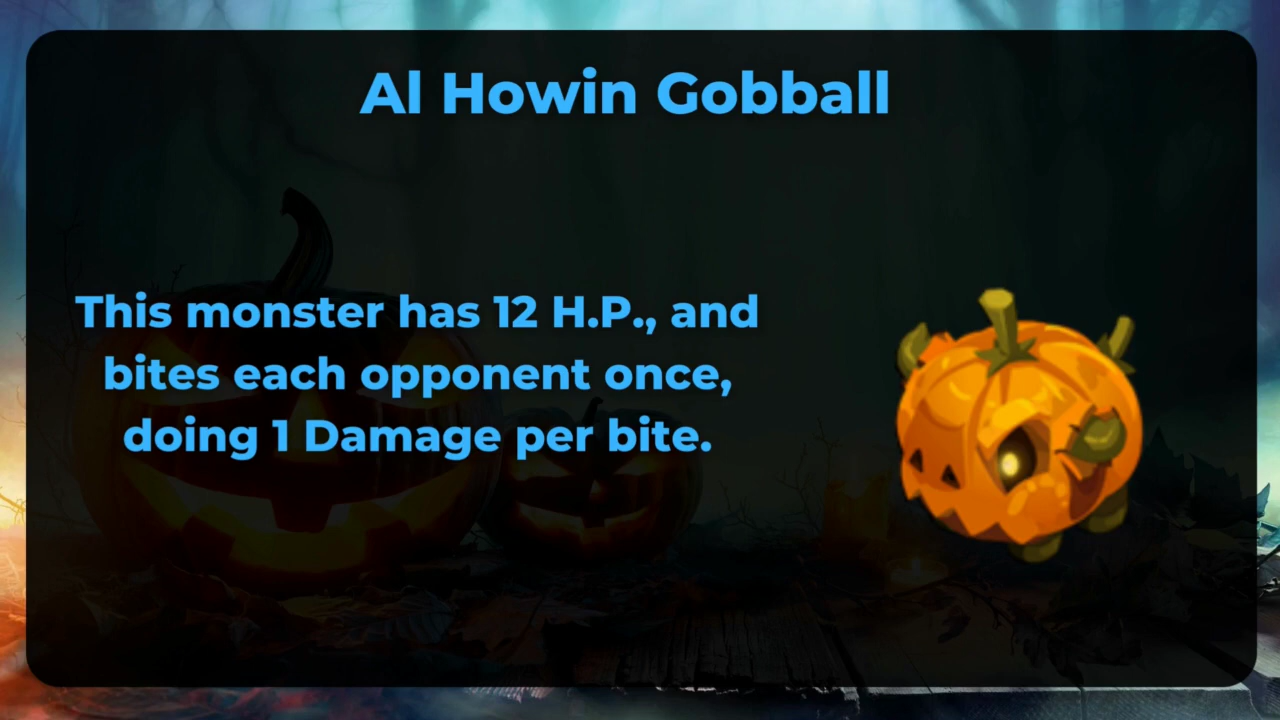 Al Howin Gobball
This monster has 12 H.P., and
bites each opponent once,
doing 1 Damage per bite.